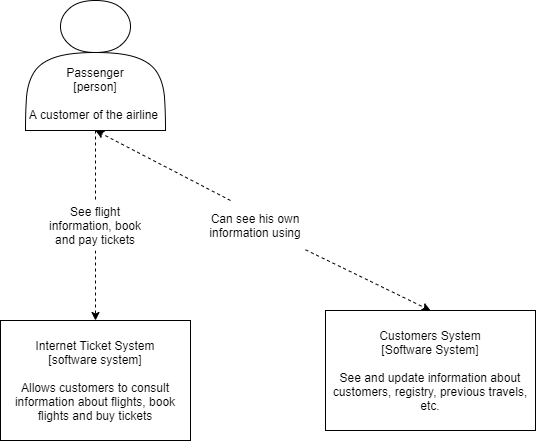 Passenger
[person]
A customer of the airline
See flight
information, book
and pay tickets
Can see his own
information using
Internet Ticket System
[software system]
Allows customers to consult
information about flights, book
flights and buy tickets
Customers System
[Software System]
See and update information about
customers, registry, previous travels,
etc.